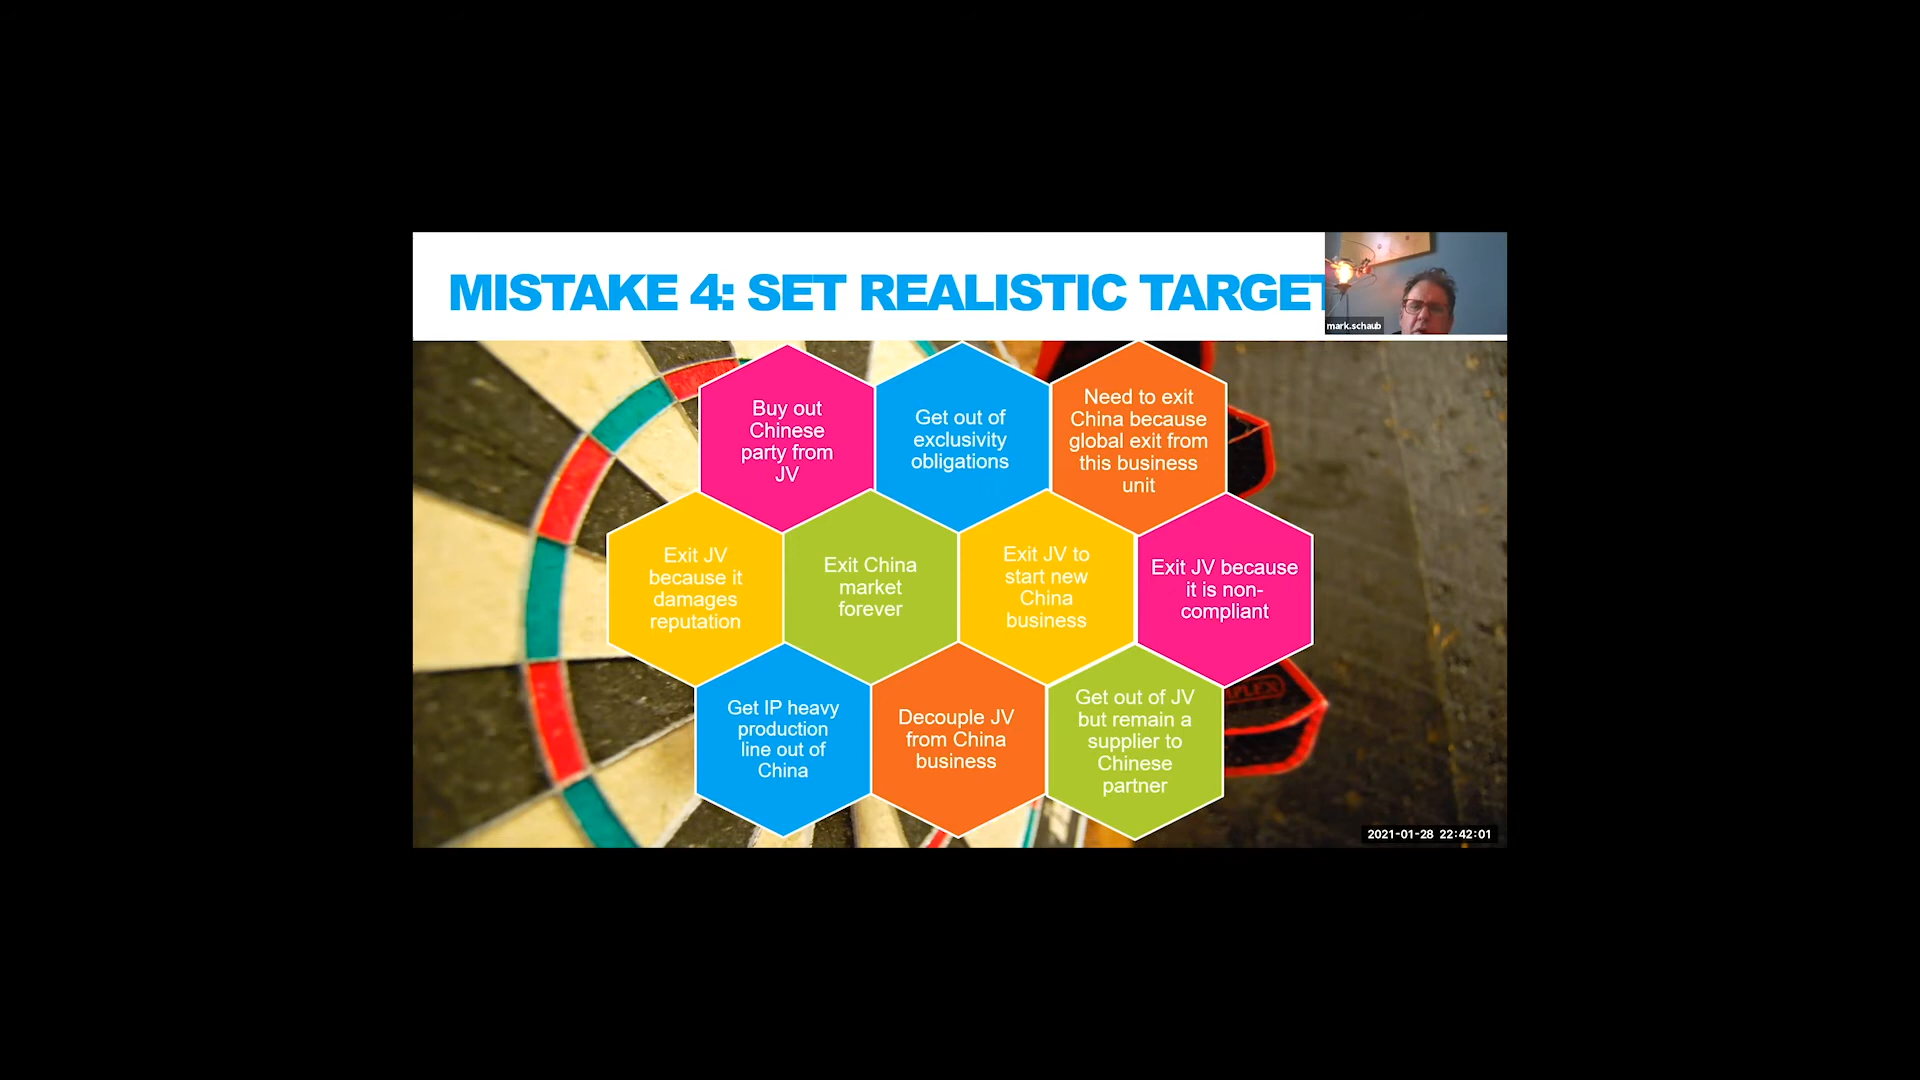 MISTAKE 4: SET REALISTIC TARGET
mark.schaub
Buy out
Chinese
party from
JV
Get out of
exclusivity
obligations
Need to exit
China because
global exit from
this business
unit
Exit JV
because it
damages
reputation
Exit China
market
forever
Exit JV to
start new
China
business
Exit JV because
it is non-
compliant
Get IP heavy
production
line out of
China
Decouple JV
from China
business
Get out of JV
but remain a
supplier to
Chinese
partner
2021-01-28 22:42:01